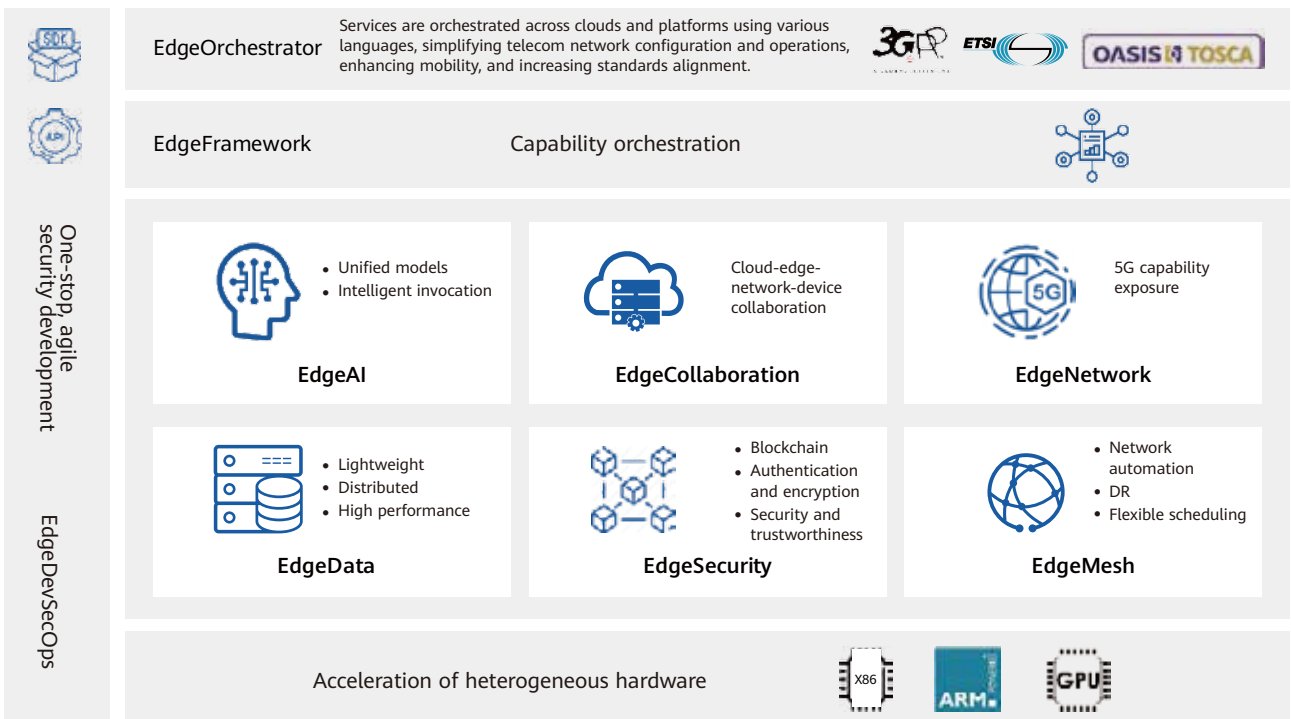 SDK
API
One-stop, agile
security development
EdgeDevSecOps
EdgeOrchestrator
Services are orchestrated across clouds and platforms using various
languages, simplifying telecom network configuration and operations,
enhancing mobility, and increasing standards alignment.
3GPP
ETSI
OASIS TOSCA
EdgeFramework
Capability orchestration
• Unified models
• Intelligent invocation
EdgeAI
Cloud-edge-
network-device
collaboration
EdgeCollaboration
5G
5G capability
exposure
EdgeNetwork
• Lightweight
• Distributed
• High performance
EdgeData
• Blockchain
• Authentication
and encryption
• Security and
trustworthiness
EdgeSecurity
• Network
automation
• DR
• Flexible scheduling
EdgeMesh
Acceleration of heterogeneous hardware
X86
ARM
GPU